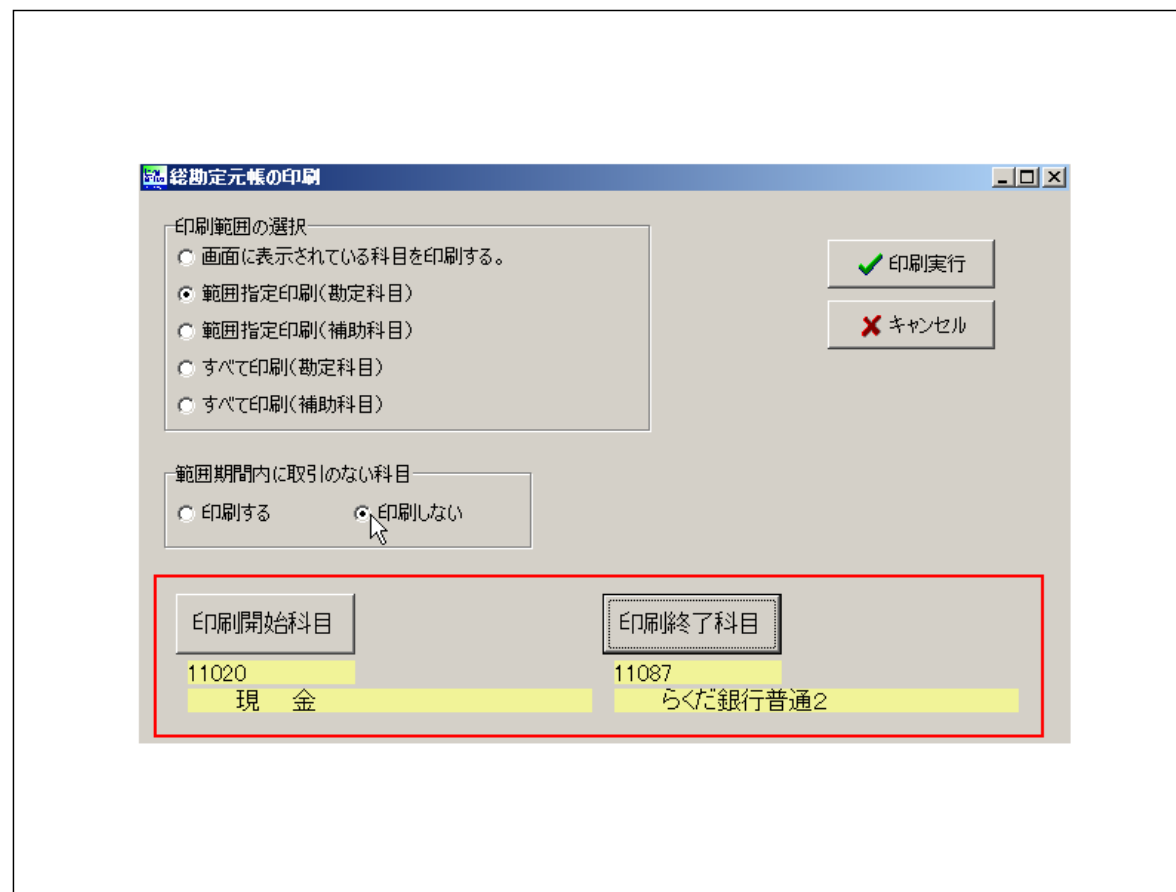 総勘定元帳の印刷
印刷範囲の選択
画面に表示されている科目を印刷する。
範囲指定印刷(勘定科目)
範囲指定印刷(補助科目)
すべて印刷(勘定科目)
すべて印刷(補助科目)
印刷実行
キャンセル
範囲期間内に取引のない科目
印刷する 印刷しない
印刷開始科目
11020
現 金
印刷終了科目
11087
らくだ銀行普通2